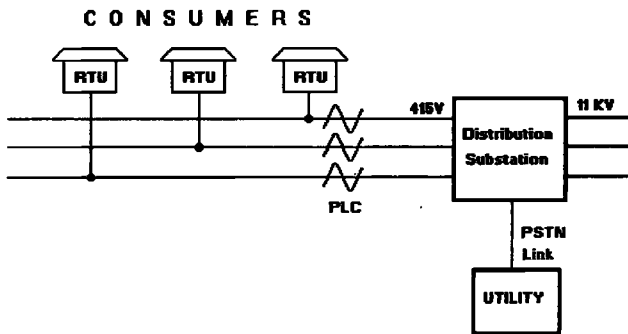 CONSUMERS
RTU RTU RTU
415V 11 KV
Distribution
Substation
PLC
PSTN
Link
UTILITY